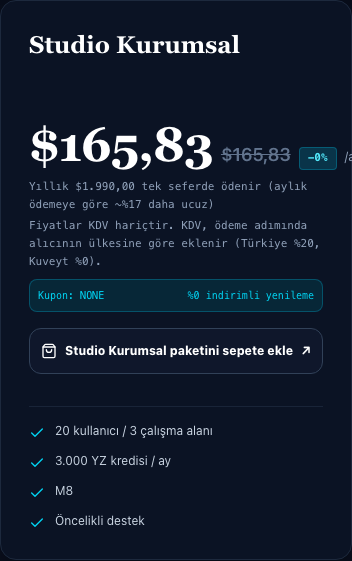 Studio Kurumsal
$165,83 $165,83 −0% /a
Yıllık $1.990,00 tek seferde ödenir (aylık
ödemeye göre ~%17 daha ucuz)
Fiyatlar KDV hariçtir. KDV, ödeme adımında
alıcının ülkesine göre eklenir (Türkiye %20,
Kuveyt %0).
Kupon: NONE %0 indirimli yenileme
Studio Kurumsal paketini sepete ekle ↗
20 kullanıcı / 3 çalışma alanı
3.000 YZ kredisi / ay
M8
Öncelikli destek